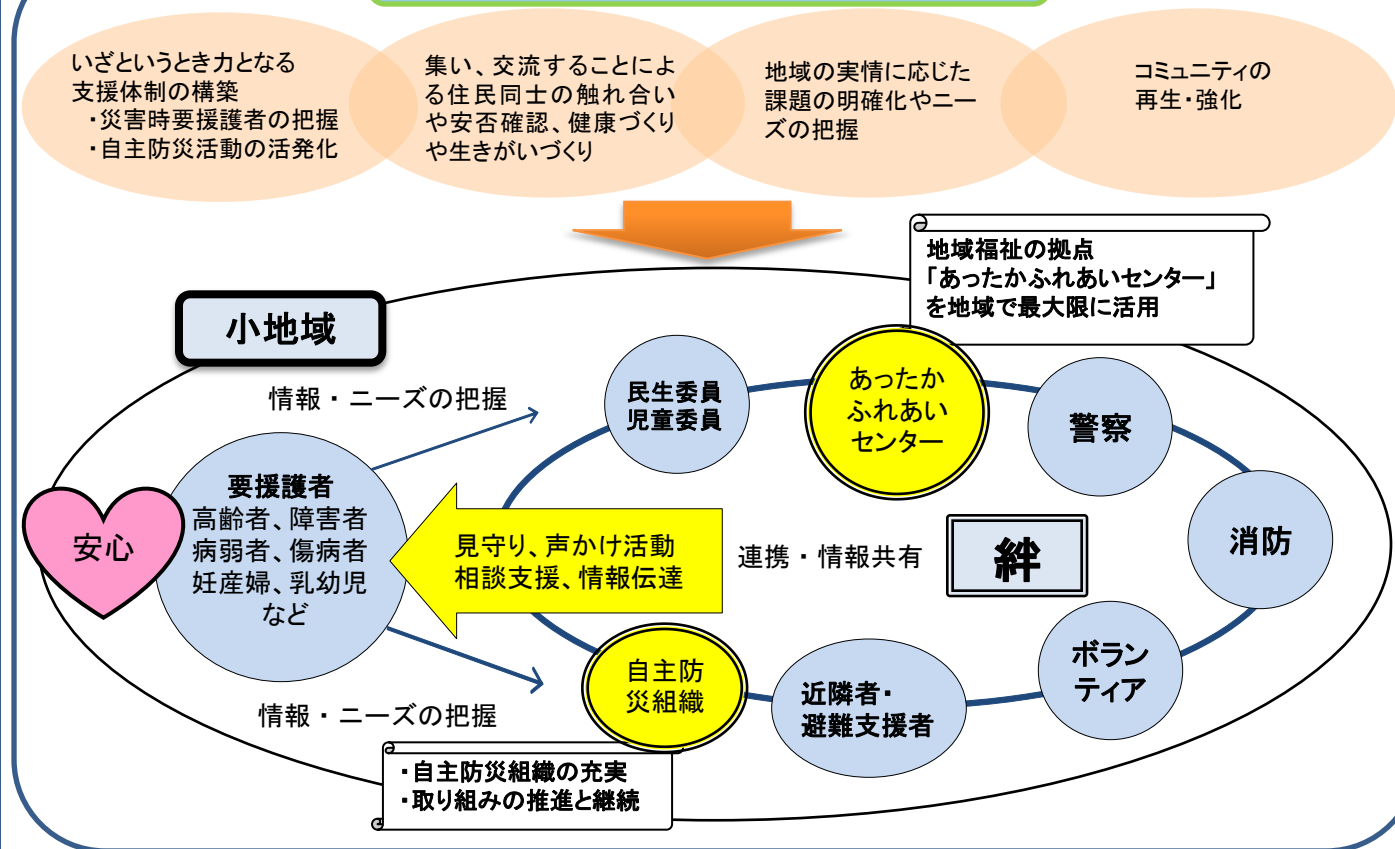 いざというとき力となる
支援体制の構築
・災害時要援護者の把握
・自主防災活動の活発化
集い、交流することによ
る住民同士の触れ合い
や安否確認、健康づくり
や生きがいづくり
地域の実情に応じた
課題の明確化やニー
ズの把握
コミュニティの
再生・強化
地域福祉の拠点
「あったかふれあいセンター」
を地域で最大限に活用
小地域
情報・ニーズの把握
民生委員
児童委員
あったか
ふれあい
センター
警察
消防
要援護者
高齢者、障害者
病弱者、傷病者
妊産婦、乳幼児
など
安心
見守り、声かけ活動
相談支援、情報伝達
連携・情報共有
絆
自主防
災組織
近隣者・
避難支援者
ボラン
ティア
情報・ニーズの把握
・自主防災組織の充実
・取り組みの推進と継続